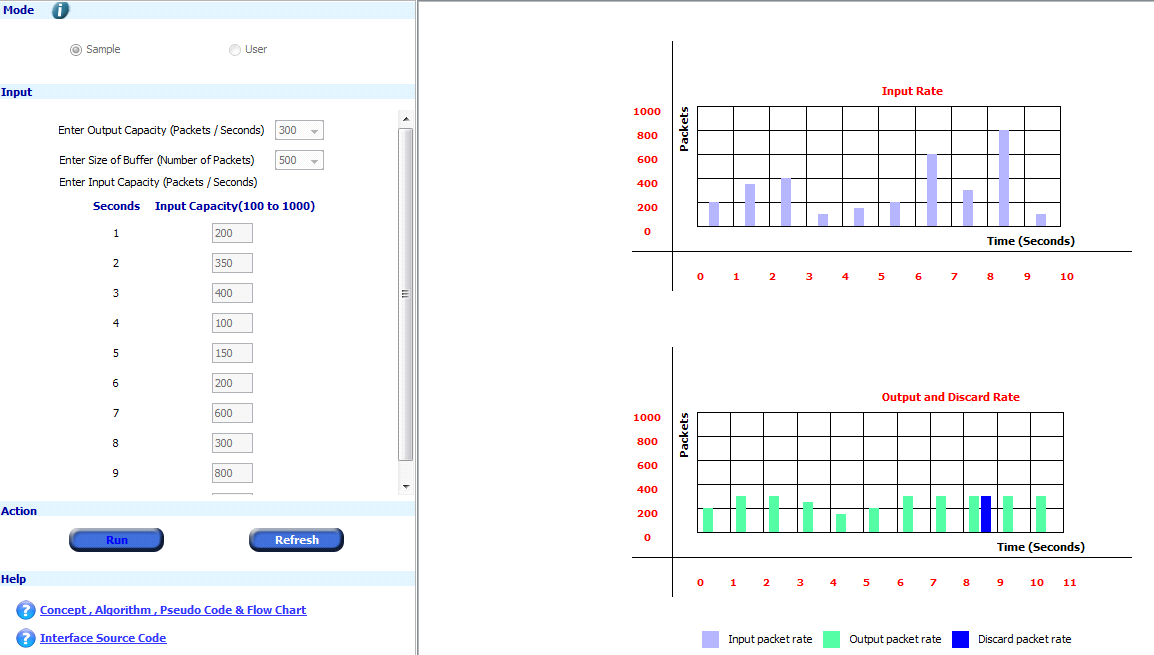 Mode i
Sample User
Input
Enter Output Capacity (Packets / Seconds) 300
Enter Size of Buffer (Number of Packets) 500
Enter Input Capacity (Packets / Seconds)
Seconds Input Capacity(100 to 1000)
1 200
2 350
3 400
4 100
5 150
6 200
7 600
8 300
9 800
Action
Run Refresh
Help
? Concept , Algorithm , Pseudo Code & Flow Chart
? Interface Source Code
Input Rate
Packets
1000
800
600
400
200
0
Time (Seconds)
0 1 2 3 4 5 6 7 8 9 10
Output and Discard Rate
Packets
1000
800
600
400
200
0
Time (Seconds)
0 1 2 3 4 5 6 7 8 9 10 11
Input packet rate Output packet rate Discard packet rate